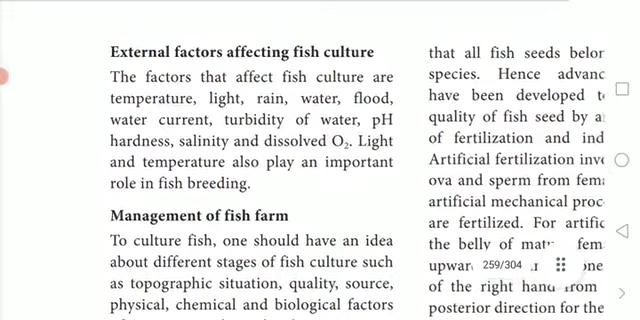 External factors affecting fish culture
The factors that affect fish culture are
temperature, light, rain, water, flood,
water current, turbidity of water, pH
hardness, salinity and dissolved O₂. Light
and temperature also play an important
role in fish breeding.
Management of fish farm
To culture fish, one should have an idea
about different stages of fish culture such
as topographic situation, quality, source,
physical, chemical and biological factors
that all fish seeds
species. Hence
have been developed
quality of fish seed by
of fertilization and
Artificial fertilization
ova and sperm from
artificial mechanical
are fertilized. For
the belly of
259/304
of the right hand from
posterior direction for the